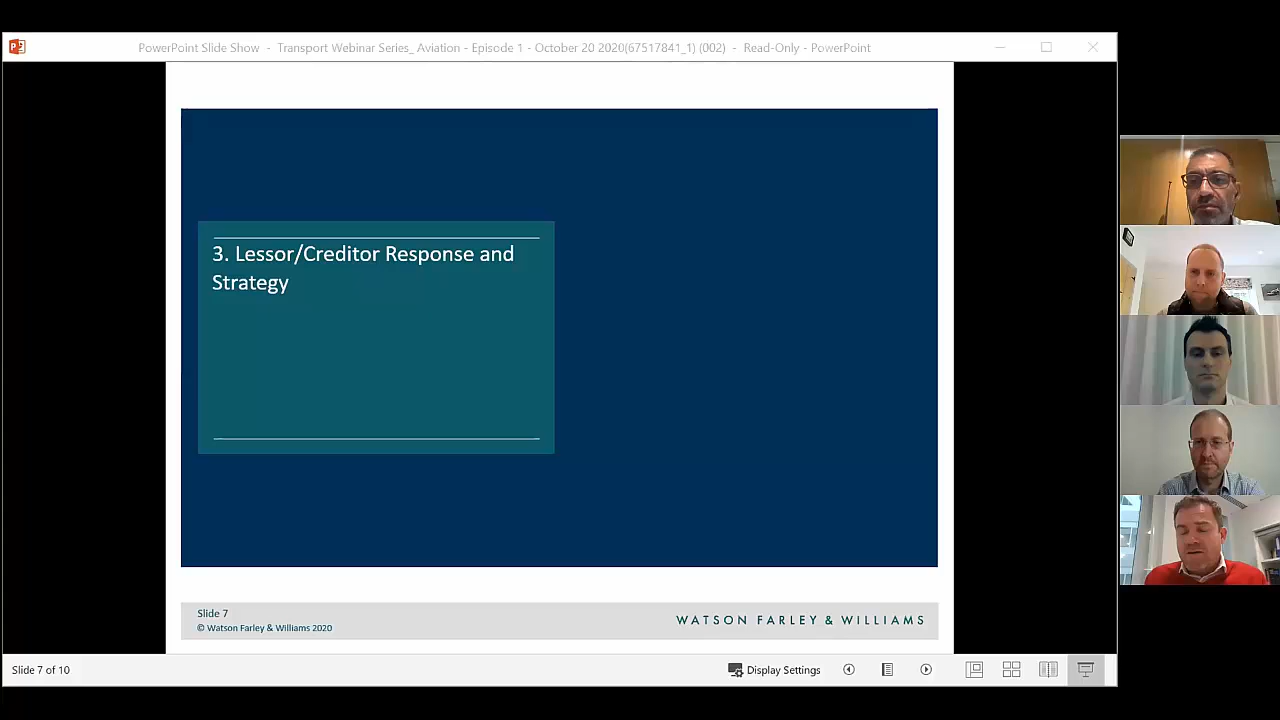 PowerPoint Slide Show - Transport Webinar Series_ Aviation - Episode 1 - October 20 2020(67517841_1) (002) - Read-Only - PowerPoint
3. Lessor/Creditor Response and
Strategy
Slide 7
© Watson Farley & Williams 2020
WATSON FARLEY & WILLIAMS
Slide 7 of 10
Display Settings